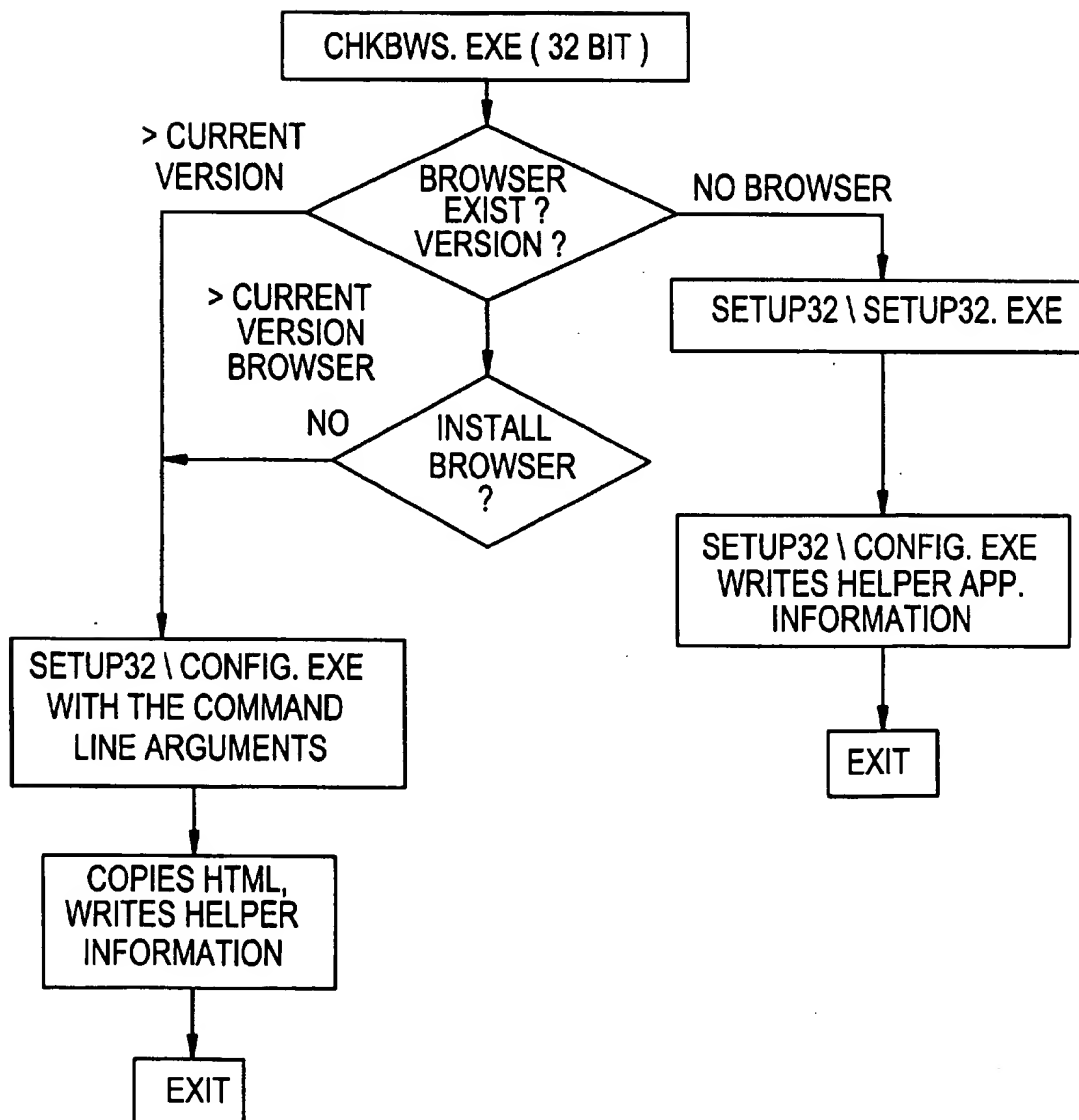 CHKBWS. EXE ( 32 BIT )
> CURRENT
VERSION
BROWSER
EXIST ?
VERSION ?
NO BROWSER
> CURRENT
VERSION
BROWSER
SETUP32 \ SETUP32. EXE
NO
INSTALL
BROWSER
?
SETUP32 \ CONFIG. EXE
WRITES HELPER APP.
INFORMATION
SETUP32 \ CONFIG. EXE
WITH THE COMMAND
LINE ARGUMENTS
EXIT
COPIES HTML,
WRITES HELPER
INFORMATION
EXIT